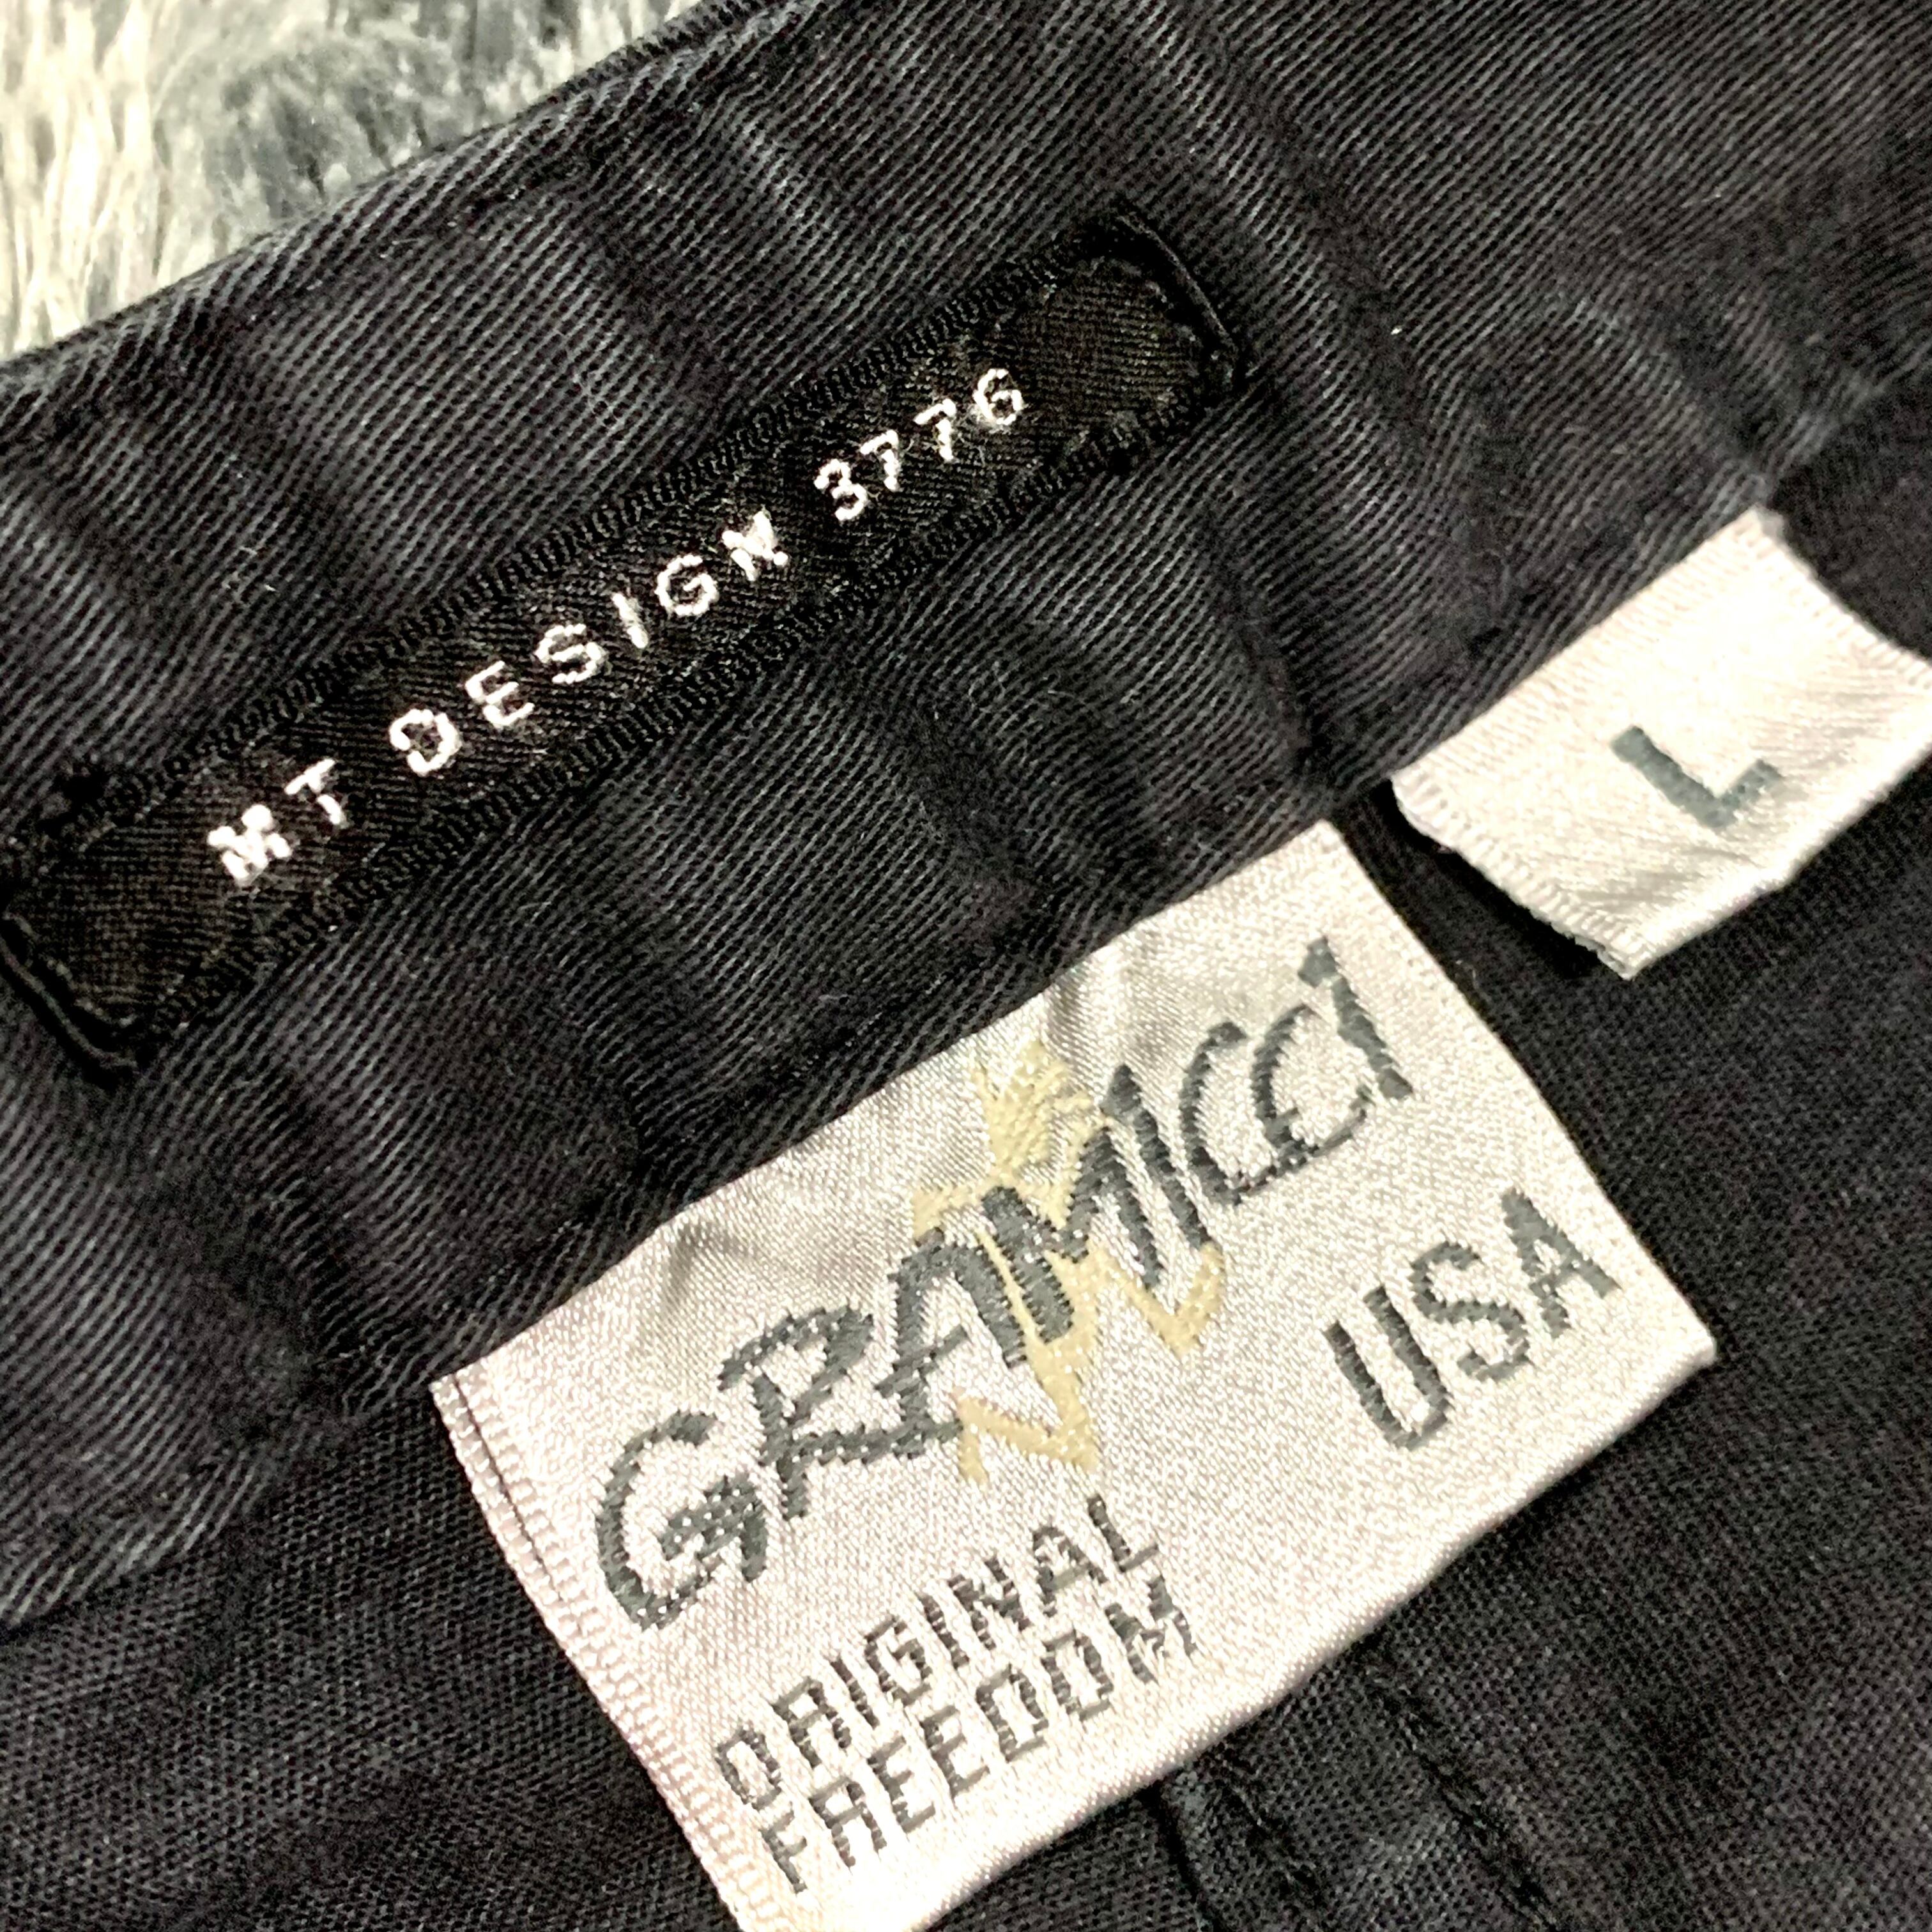 MT DESIGN 3776
L
GRAMICCI
USA
ORIGINAL
FREEDOM